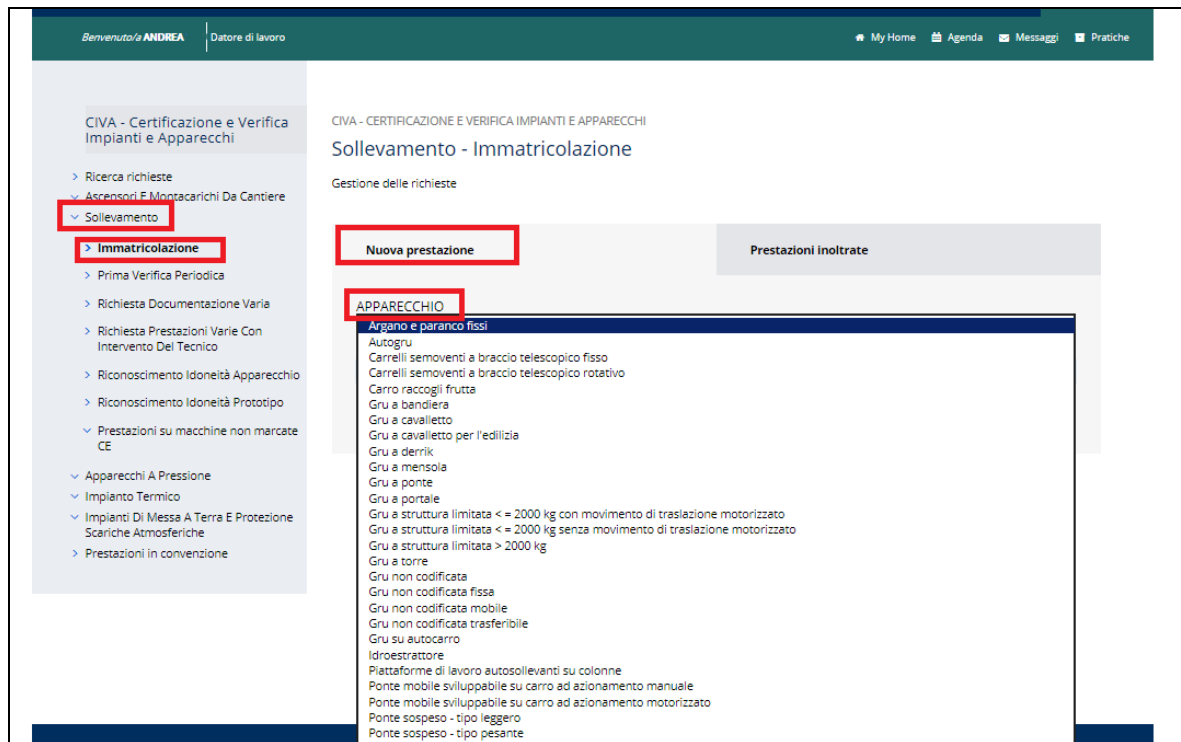 Benvenuto/a ANDREA
Datore di lavoro
My Home
Agenda
Messaggi
Pratiche
CIVA - Certificazione e Verifica
Impianti e Apparecchi
Ricerca richieste
Ascensori E Montacarichi Da Cantiere
Sollevamento
Immatricolazione
Prima Verifica Periodica
Richiesta Documentazione Varia
Richiesta Prestazioni Varie Con
Intervento Del Tecnico
Riconoscimento Idoneità Apparecchio
Riconoscimento Idoneità Prototipo
Prestazioni su macchine non marcate
CE
Apparecchi A Pressione
Impianto Termico
Impianti Di Messa A Terra E Protezione
Scariche Atmosferiche
Prestazioni in convenzione
CIVA - CERTIFICAZIONE E VERIFICA IMPIANTI E APPARECCHI
Sollevamento - Immatricolazione
Gestione delle richieste
Nuova prestazione
Prestazioni inoltrate
APPARECCHIO
Argano e paranco fissi
Autogru
Carrelli semoventi a braccio telescopico fisso
Carrelli semoventi a braccio telescopico rotativo
Carro raccogli frutta
Gru a bandiera
Gru a cavalletto
Gru a cavalletto per l'edilizia
Gru a derrik
Gru a mensola
Gru a ponte
Gru a portale
Gru a struttura limitata < = 2000 kg con movimento di traslazione motorizzato
Gru a struttura limitata < = 2000 kg senza movimento di traslazione motorizzato
Gru a struttura limitata > 2000 kg
Gru a torre
Gru non codificata
Gru non codificata fissa
Gru non codificata mobile
Gru non codificata trasferibile
Gru su autocarro
Idroestrattore
Piattaforme di lavoro autosollevanti su colonne
Ponte mobile sviluppabile su carro ad azionamento manuale
Ponte mobile sviluppabile su carro ad azionamento motorizzato
Ponte sospeso - tipo leggero
Ponte sospeso - tipo pesante